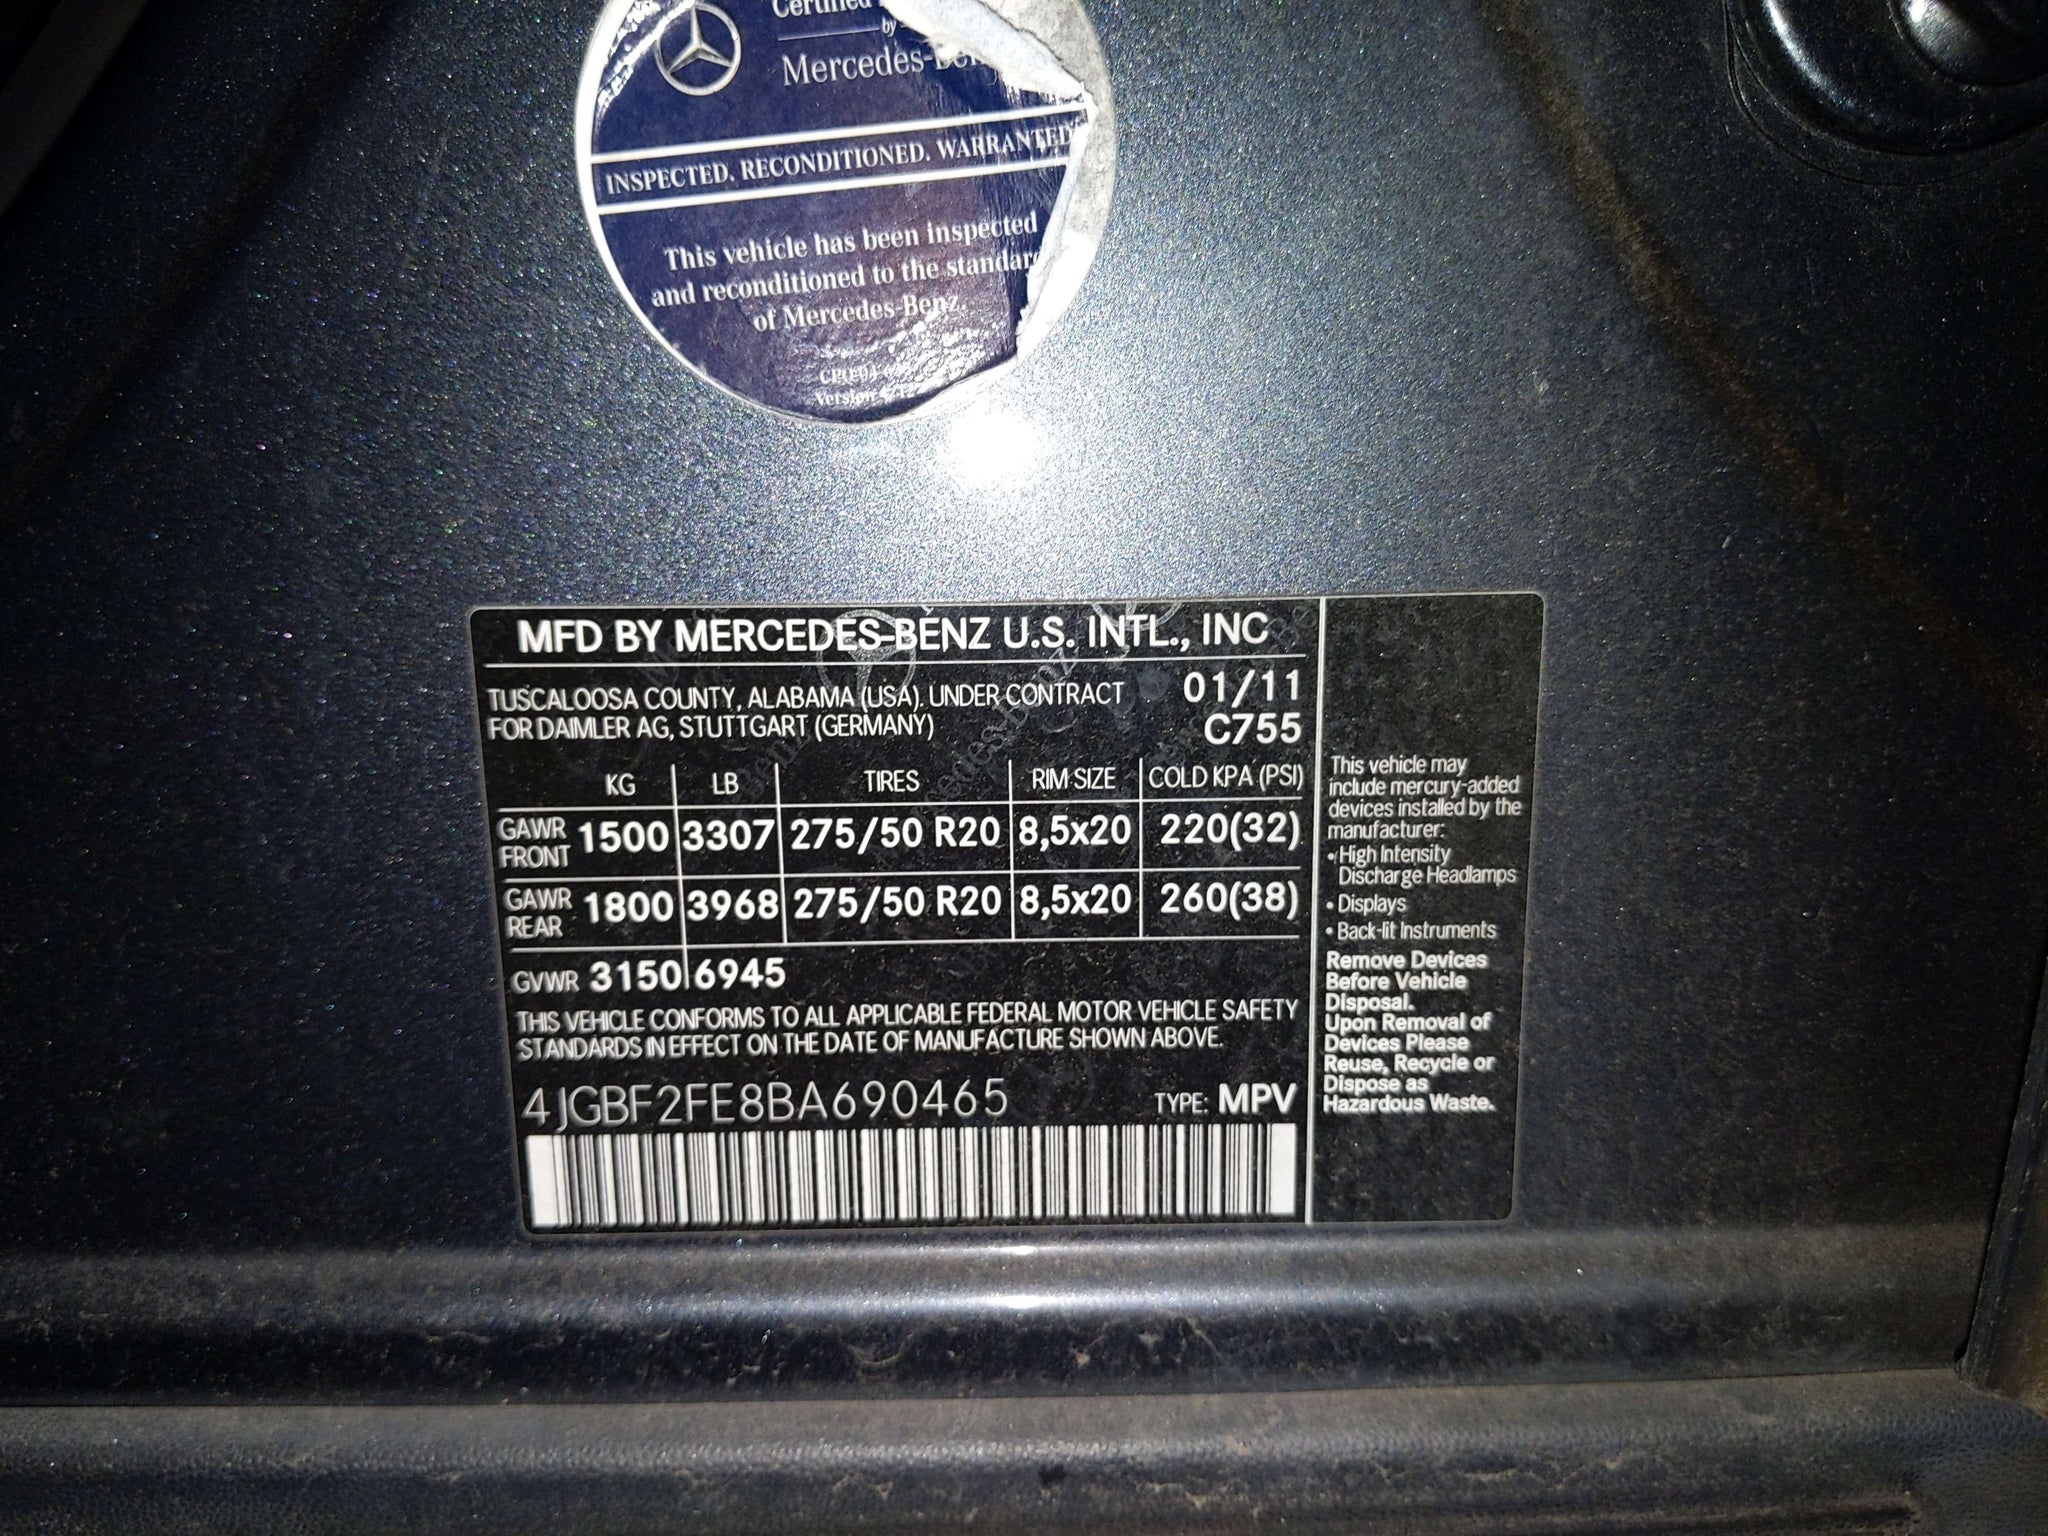 Certified
by
Mercedes-Benz
INSPECTED. RECONDITIONED. WARRANTED
This vehicle has been inspected
and reconditioned to the standar
of Mercedes-Benz.
Version
MFD BY MERCEDES-BENZ U.S. INTL., INC
TUSCALOOSA COUNTY, ALABAMA (USA). UNDER CONTRACT 01/11
FOR DAIMLER AG, STUTTGART (GERMANY) C755
KG LB TIRES RIM SIZE COLD KPA (PSI)
GAWR FRONT 1500 3307 275/50 R20 8,5x20 220(32)
GAWR REAR 1800 3968 275/50 R20 8,5x20 260(38)
GVWR 3150 6945
THIS VEHICLE CONFORMS TO ALL APPLICABLE FEDERAL MOTOR VEHICLE SAFETY
STANDARDS IN EFFECT ON THE DATE OF MANUFACTURE SHOWN ABOVE.
4JGBF2FE8BA690465 TYPE: MPV
This vehicle may
include mercury-added
devices installed by the
manufacturer:
• High Intensity
Discharge Headlamps
• Displays
• Back-lit Instruments
Remove Devices
Before Vehicle
Disposal.
Upon Removal of
Devices Please
Reuse, Recycle or
Dispose as
Hazardous Waste.